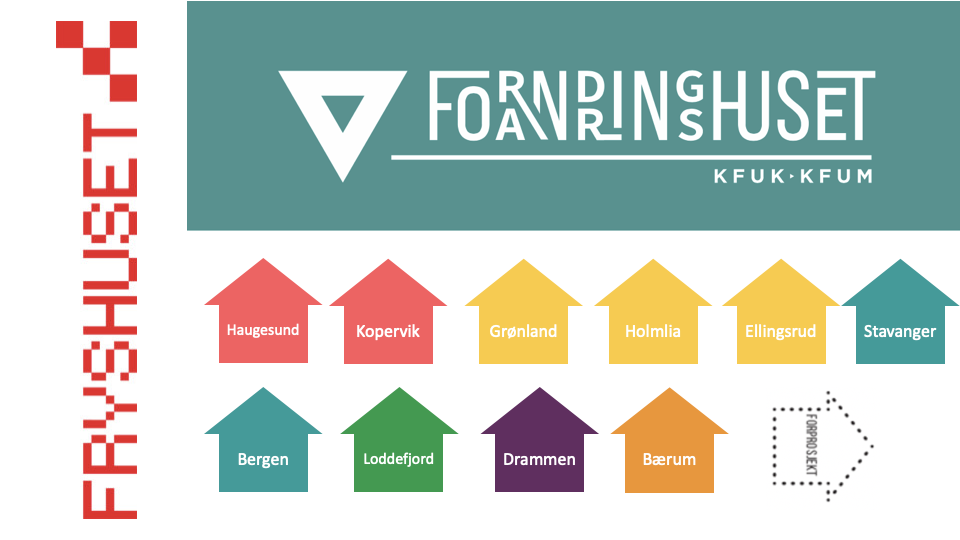 FRYSHUSET
FORANDRINGSHUSET
KFUK·KFUM
Haugesund
Kopervik
Grønland
Holmlia
Ellingsrud
Stavanger
Bergen
Loddefjord
Drammen
Bærum
FORPROSJEKT